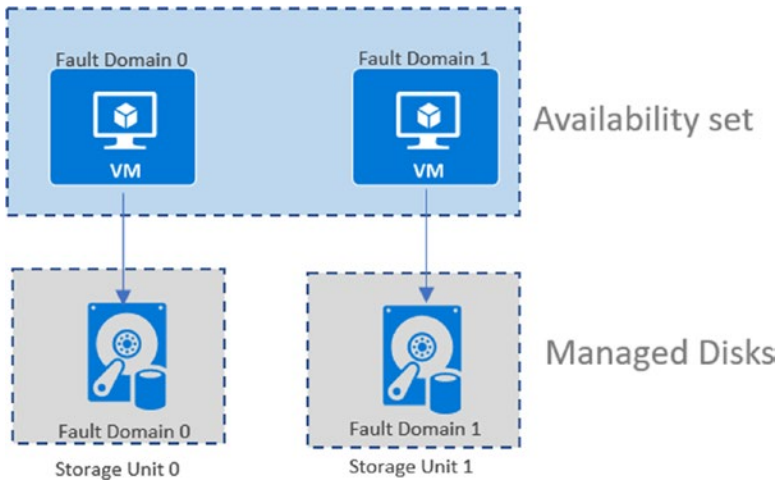 Fault Domain 0
Fault Domain 1
VM
VM
Availability set
Managed Disks
Fault Domain 0
Fault Domain 1
Storage Unit 0
Storage Unit 1